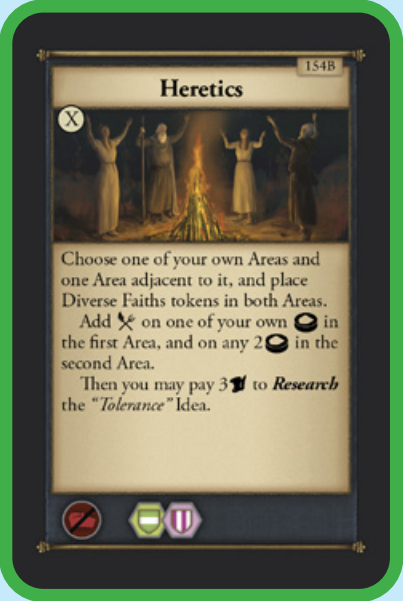 154B
Heretics
X
Choose one of your own Areas and
one Area adjacent to it, and place
Diverse Faiths tokens in both Areas.
Add on one of your own in
the first Area, and on any 2 in the
second Area.
Then you may pay 3 to Research
the "Tolerance" Idea.